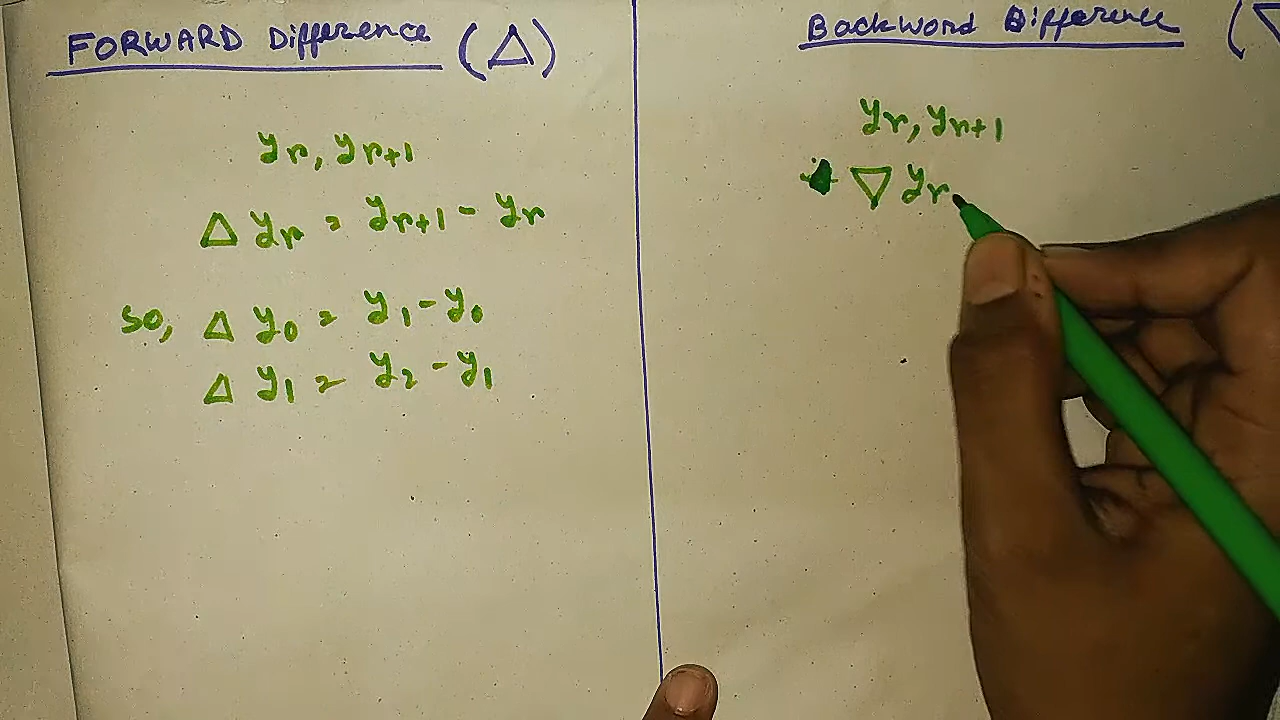 FORWARD Difference (Δ)
yr, yr+1
Δ yr = yr+1 - yr
so, Δ y0 = y1 - y0
Δ y1 = y2 - y1
Backword Difference (∇
yr, yr+1
∇ yr